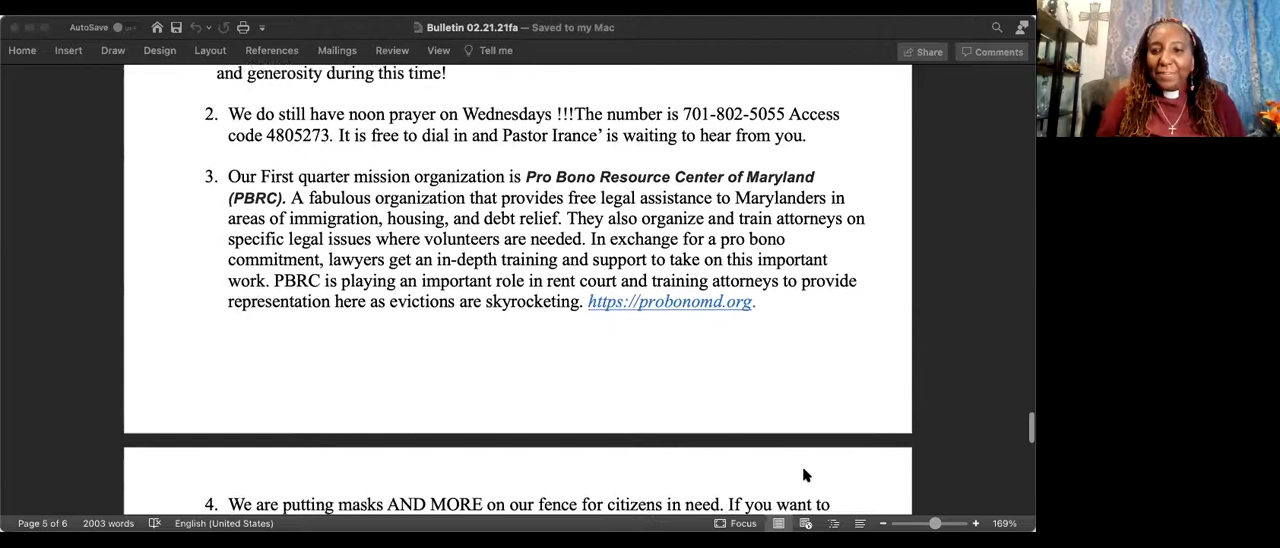 AutoSave OFF
Bulletin 02.21.21fa — Saved to my Mac
Home Insert Draw Design Layout References Mailings Review View Tell me Share Comments
and generosity during this time!
2. We do still have noon prayer on Wednesdays !!!The number is 701-802-5055 Access
code 4805273. It is free to dial in and Pastor Irance’ is waiting to hear from you.
3. Our First quarter mission organization is Pro Bono Resource Center of Maryland
(PBRC). A fabulous organization that provides free legal assistance to Marylanders in
areas of immigration, housing, and debt relief. They also organize and train attorneys on
specific legal issues where volunteers are needed. In exchange for a pro bono
commitment, lawyers get an in-depth training and support to take on this important
work. PBRC is playing an important role in rent court and training attorneys to provide
representation here as evictions are skyrocketing. https://probonomd.org.
4. We are putting masks AND MORE on our fence for citizens in need. If you want to
Page 5 of 6 2003 words English (United States) Focus 169%